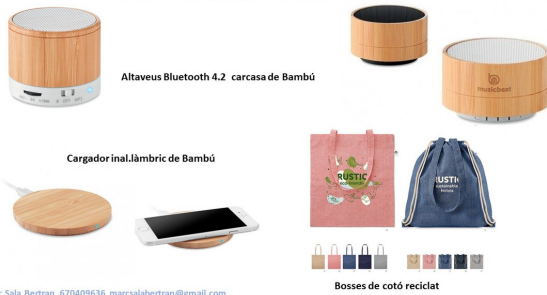 Altaveus Bluetooth 4.2 carcasa de Bambú
musicbeat
Cargador inal.làmbric de Bambú
RUSTIC
RUSTIC
Sala Bertran 670409636 marcsalabertran@gmail.com
Bosses de cotó reciclat